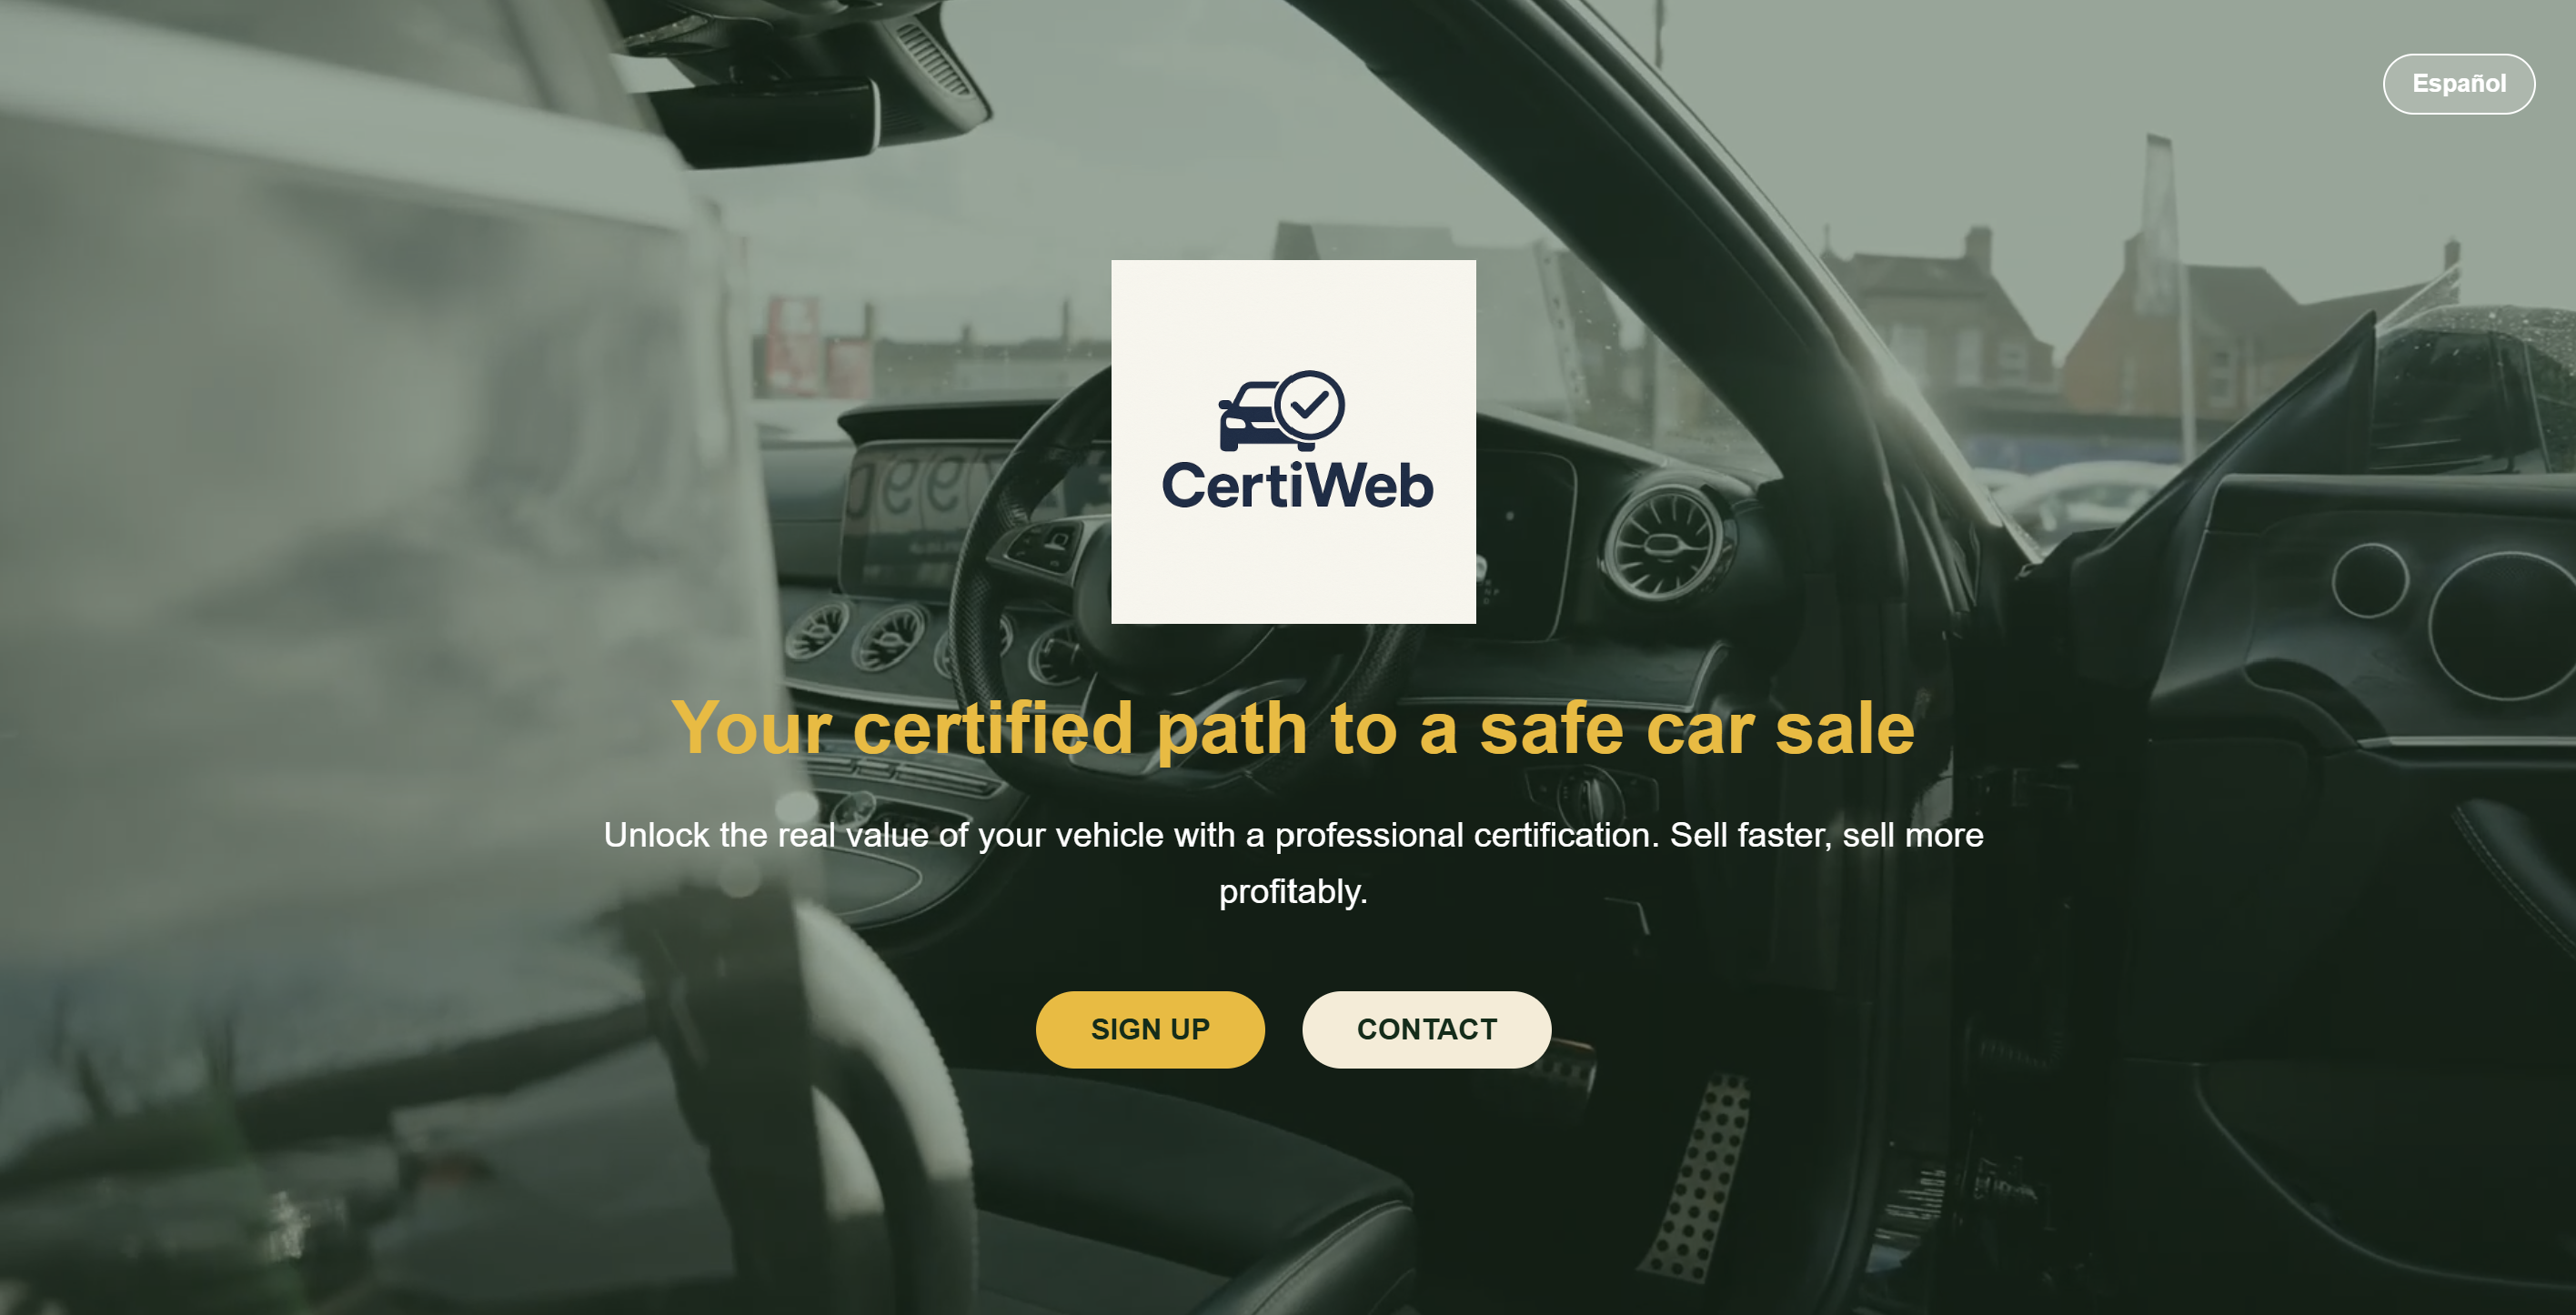 Español
CertiWeb
Your certified path to a safe car sale
Unlock the real value of your vehicle with a professional certification. Sell faster, sell more
profitably.
SIGN UP
CONTACT